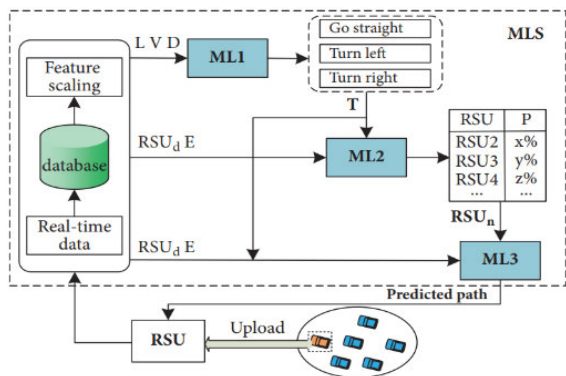 MLS
L V D
ML1
Go straight
Turn left
Turn right
T
Feature
scaling
database
Real-time
data
RSUd E
ML2
RSU P
RSU2 x%
RSU3 y%
RSU4 z%
... ...
RSUn
RSUd E
ML3
Predicted path
RSU
Upload